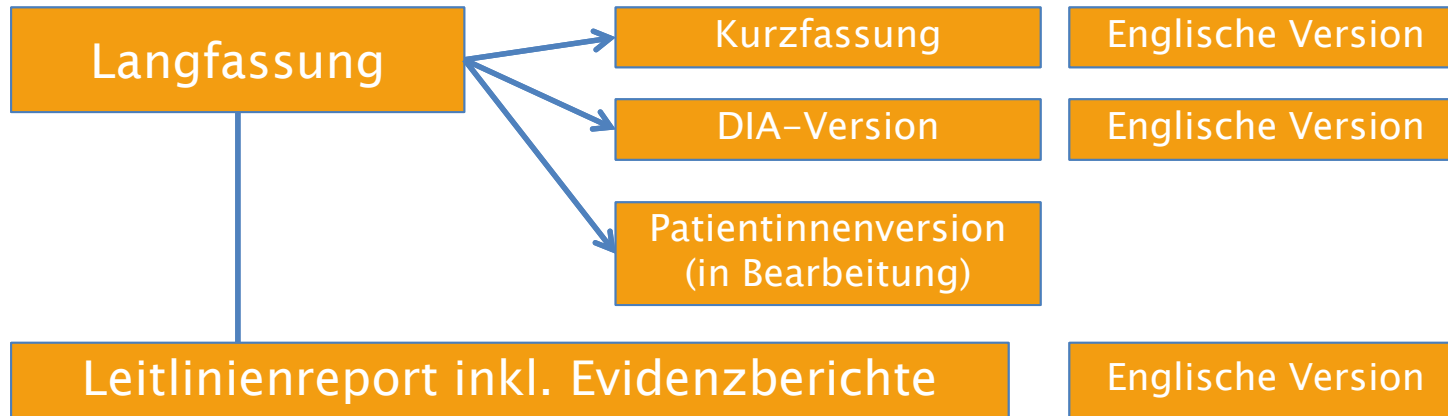 Langfassung
Kurzfassung
Englische Version
DIA-Version
Englische Version
Patientinnenversion
(in Bearbeitung)
Leitlinienreport inkl. Evidenzberichte
Englische Version